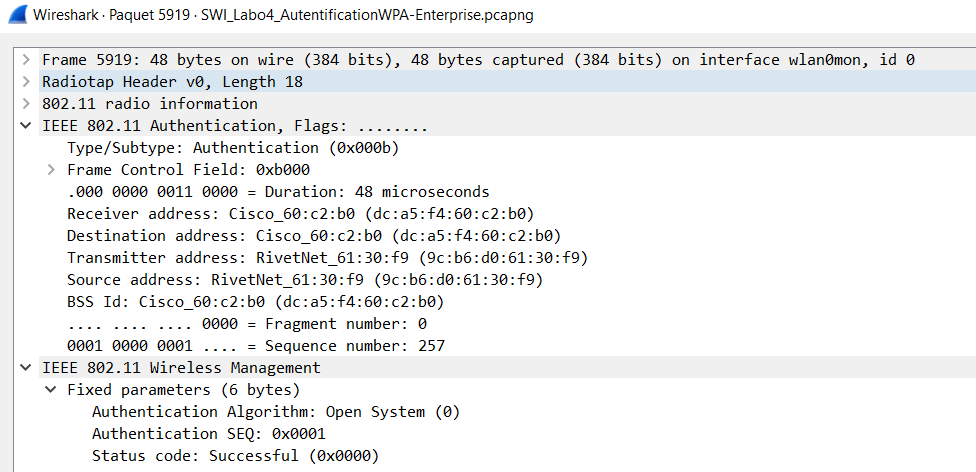 Wireshark · Paquet 5919 · SWI_Labo4_AutentificationWPA-Enterprise.pcapng
Frame 5919: 48 bytes on wire (384 bits), 48 bytes captured (384 bits) on interface wlan0mon, id 0
Radiotap Header v0, Length 18
802.11 radio information
IEEE 802.11 Authentication, Flags: ........
Type/Subtype: Authentication (0x000b)
Frame Control Field: 0xb000
.000 0000 0011 0000 = Duration: 48 microseconds
Receiver address: Cisco_60:c2:b0 (dc:a5:f4:60:c2:b0)
Destination address: Cisco_60:c2:b0 (dc:a5:f4:60:c2:b0)
Transmitter address: RivetNet_61:30:f9 (9c:b6:d0:61:30:f9)
Source address: RivetNet_61:30:f9 (9c:b6:d0:61:30:f9)
BSS Id: Cisco_60:c2:b0 (dc:a5:f4:60:c2:b0)
.... .... .... 0000 = Fragment number: 0
0001 0000 0001 .... = Sequence number: 257
IEEE 802.11 Wireless Management
Fixed parameters (6 bytes)
Authentication Algorithm: Open System (0)
Authentication SEQ: 0x0001
Status code: Successful (0x0000)